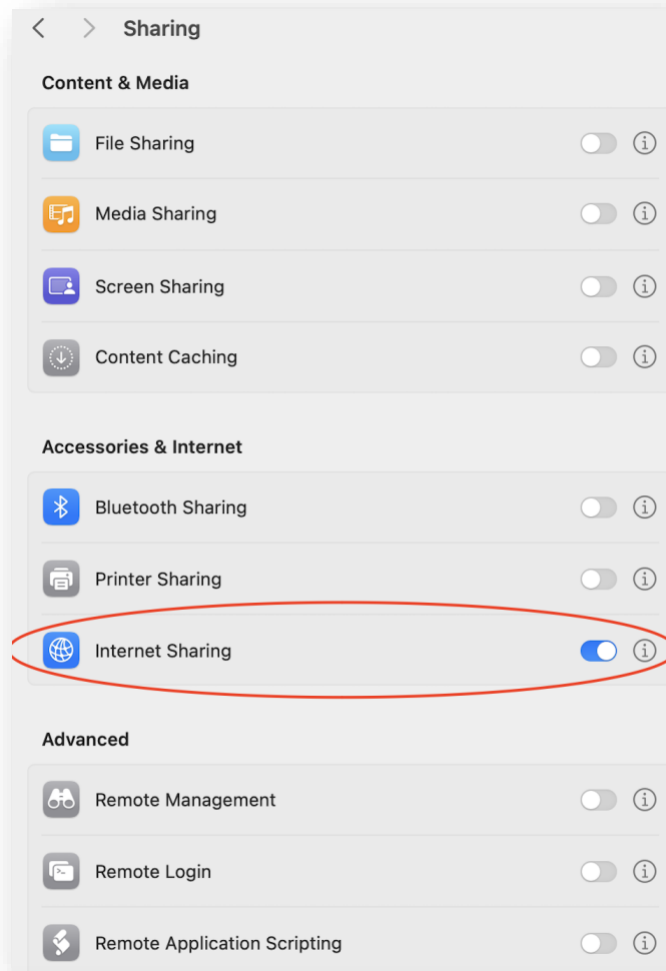 Sharing
Content & Media
File Sharing
Media Sharing
Screen Sharing
Content Caching
Accessories & Internet
Bluetooth Sharing
Printer Sharing
Internet Sharing
Advanced
Remote Management
Remote Login
Remote Application Scripting